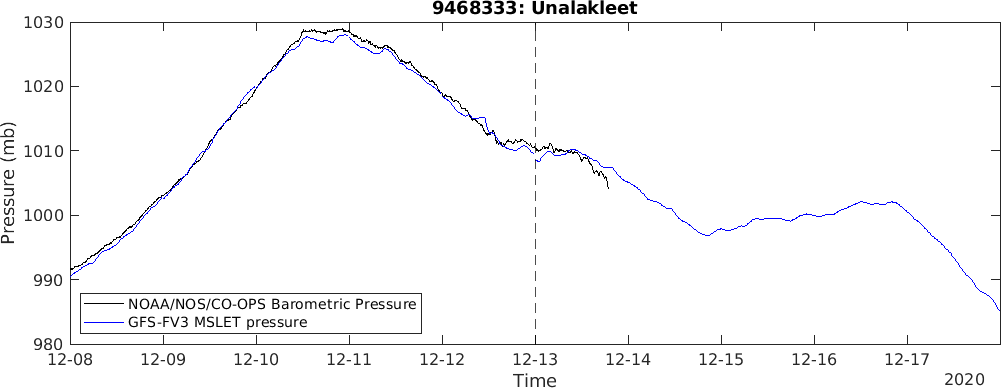 9468333: Unalakleet
1030
1020
1010
1000
990
980
Pressure (mb)
NOAA/NOS/CO-OPS Barometric Pressure
GFS-FV3 MSLET pressure
12-08 12-09 12-10 12-11 12-12 12-13 12-14 12-15 12-16 12-17
Time
2020